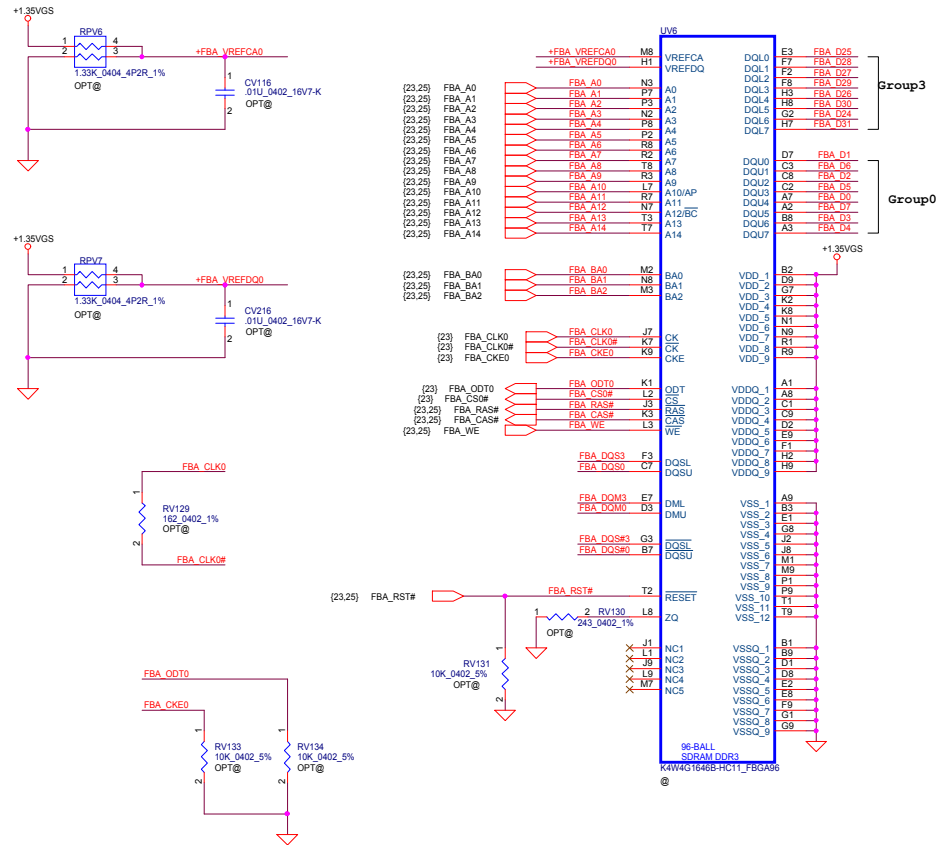 +1.35VGS
RPV6
1 4
2 3
+FBA_VREFCA0
1.33K_0404_4P2R_1%
OPT@
1
CV116
.01U_0402_16V7-K
OPT@
2
+1.35VGS
RPV7
1 4
2 3
+FBA_VREFDQ0
1.33K_0404_4P2R_1%
OPT@
1
CV216
.01U_0402_16V7-K
OPT@
2
FBA_CLK0
1
RV129
162_0402_1%
OPT@
2
FBA_CLK0#
FBA_ODT0
FBA_CKE0
1
RV133
10K_0402_5%
OPT@
2
1
RV134
10K_0402_5%
OPT@
2
UV6
+FBA_VREFCA0 M8 VREFCA
+FBA_VREFDQ0 H1 VREFDQ
{23,25} FBA_A0 FBA_A0 N3 A0
{23,25} FBA_A1 FBA_A1 P7 A1
{23,25} FBA_A2 FBA_A2 P3 A2
{23,25} FBA_A3 FBA_A3 N2 A3
{23,25} FBA_A4 FBA_A4 P8 A4
{23,25} FBA_A5 FBA_A5 P2 A5
{23,25} FBA_A6 FBA_A6 R8 A6
{23,25} FBA_A7 FBA_A7 R2 A7
{23,25} FBA_A8 FBA_A8 T8 A8
{23,25} FBA_A9 FBA_A9 R3 A9
{23,25} FBA_A10 FBA_A10 L7 A10/AP
{23,25} FBA_A11 FBA_A11 R7 A11
{23,25} FBA_A12 FBA_A12 N7 A12/BC
{23,25} FBA_A13 FBA_A13 T3 A13
{23,25} FBA_A14 FBA_A14 T7 A14
{23,25} FBA_BA0 FBA_BA0 M2 BA0
{23,25} FBA_BA1 FBA_BA1 N8 BA1
{23,25} FBA_BA2 FBA_BA2 M3 BA2
{23} FBA_CLK0 FBA_CLK0 J7 CK
{23} FBA_CLK0# FBA_CLK0# K7 CK
{23} FBA_CKE0 FBA_CKE0 K9 CKE
{23} FBA_ODT0 FBA_ODT0 K1 ODT
{23} FBA_CS0# FBA_CS0# L2 CS
{23,25} FBA_RAS# FBA_RAS# J3 RAS
{23,25} FBA_CAS# FBA_CAS# K3 CAS
{23,25} FBA_WE FBA_WE L3 WE
FBA_DQS3 F3 DQSL
FBA_DQS0 C7 DQSU
FBA_DQM3 E7 DML
FBA_DQM0 D3 DMU
FBA_DQS#3 G3 DQSL
FBA_DQS#0 B7 DQSU
{23,25} FBA_RST# FBA_RST# T2 RESET
1 2 RV130 L8 ZQ
243_0402_1%
OPT@
1
RV131
10K_0402_5%
OPT@
2
J1 NC1
L1 NC2
J9 NC3
L9 NC4
M7 NC5
DQL0 E3 FBA_D25
DQL1 F7 FBA_D28
DQL2 F2 FBA_D27
DQL3 F8 FBA_D29
DQL4 H3 FBA_D26
DQL5 H8 FBA_D30
DQL6 G2 FBA_D24
DQL7 H7 FBA_D31
Group3
DQU0 D7 FBA_D1
DQU1 C3 FBA_D6
DQU2 C8 FBA_D2
DQU3 C2 FBA_D5
DQU4 A7 FBA_D0
DQU5 A2 FBA_D7
DQU6 B8 FBA_D3
DQU7 A3 FBA_D4
Group0
+1.35VGS
VDD_1 B2
VDD_2 D9
VDD_3 G7
VDD_4 K2
VDD_5 K8
VDD_6 N1
VDD_7 N9
VDD_8 R1
VDD_9 R9
VDDQ_1 A1
VDDQ_2 A8
VDDQ_3 C1
VDDQ_4 C9
VDDQ_5 D2
VDDQ_6 E9
VDDQ_7 F1
VDDQ_8 H2
VDDQ_9 H9
VSS_1 A9
VSS_2 B3
VSS_3 E1
VSS_4 G8
VSS_5 J2
VSS_6 J8
VSS_7 M1
VSS_8 M9
VSS_9 P1
VSS_10 P9
VSS_11 T1
VSS_12 T9
VSSQ_1 B1
VSSQ_2 B9
VSSQ_3 D1
VSSQ_4 D8
VSSQ_5 E2
VSSQ_6 E8
VSSQ_7 F9
VSSQ_8 G1
VSSQ_9 G9
96-BALL
SDRAM DDR3
K4W4G1646B-HC11_FBGA96
@